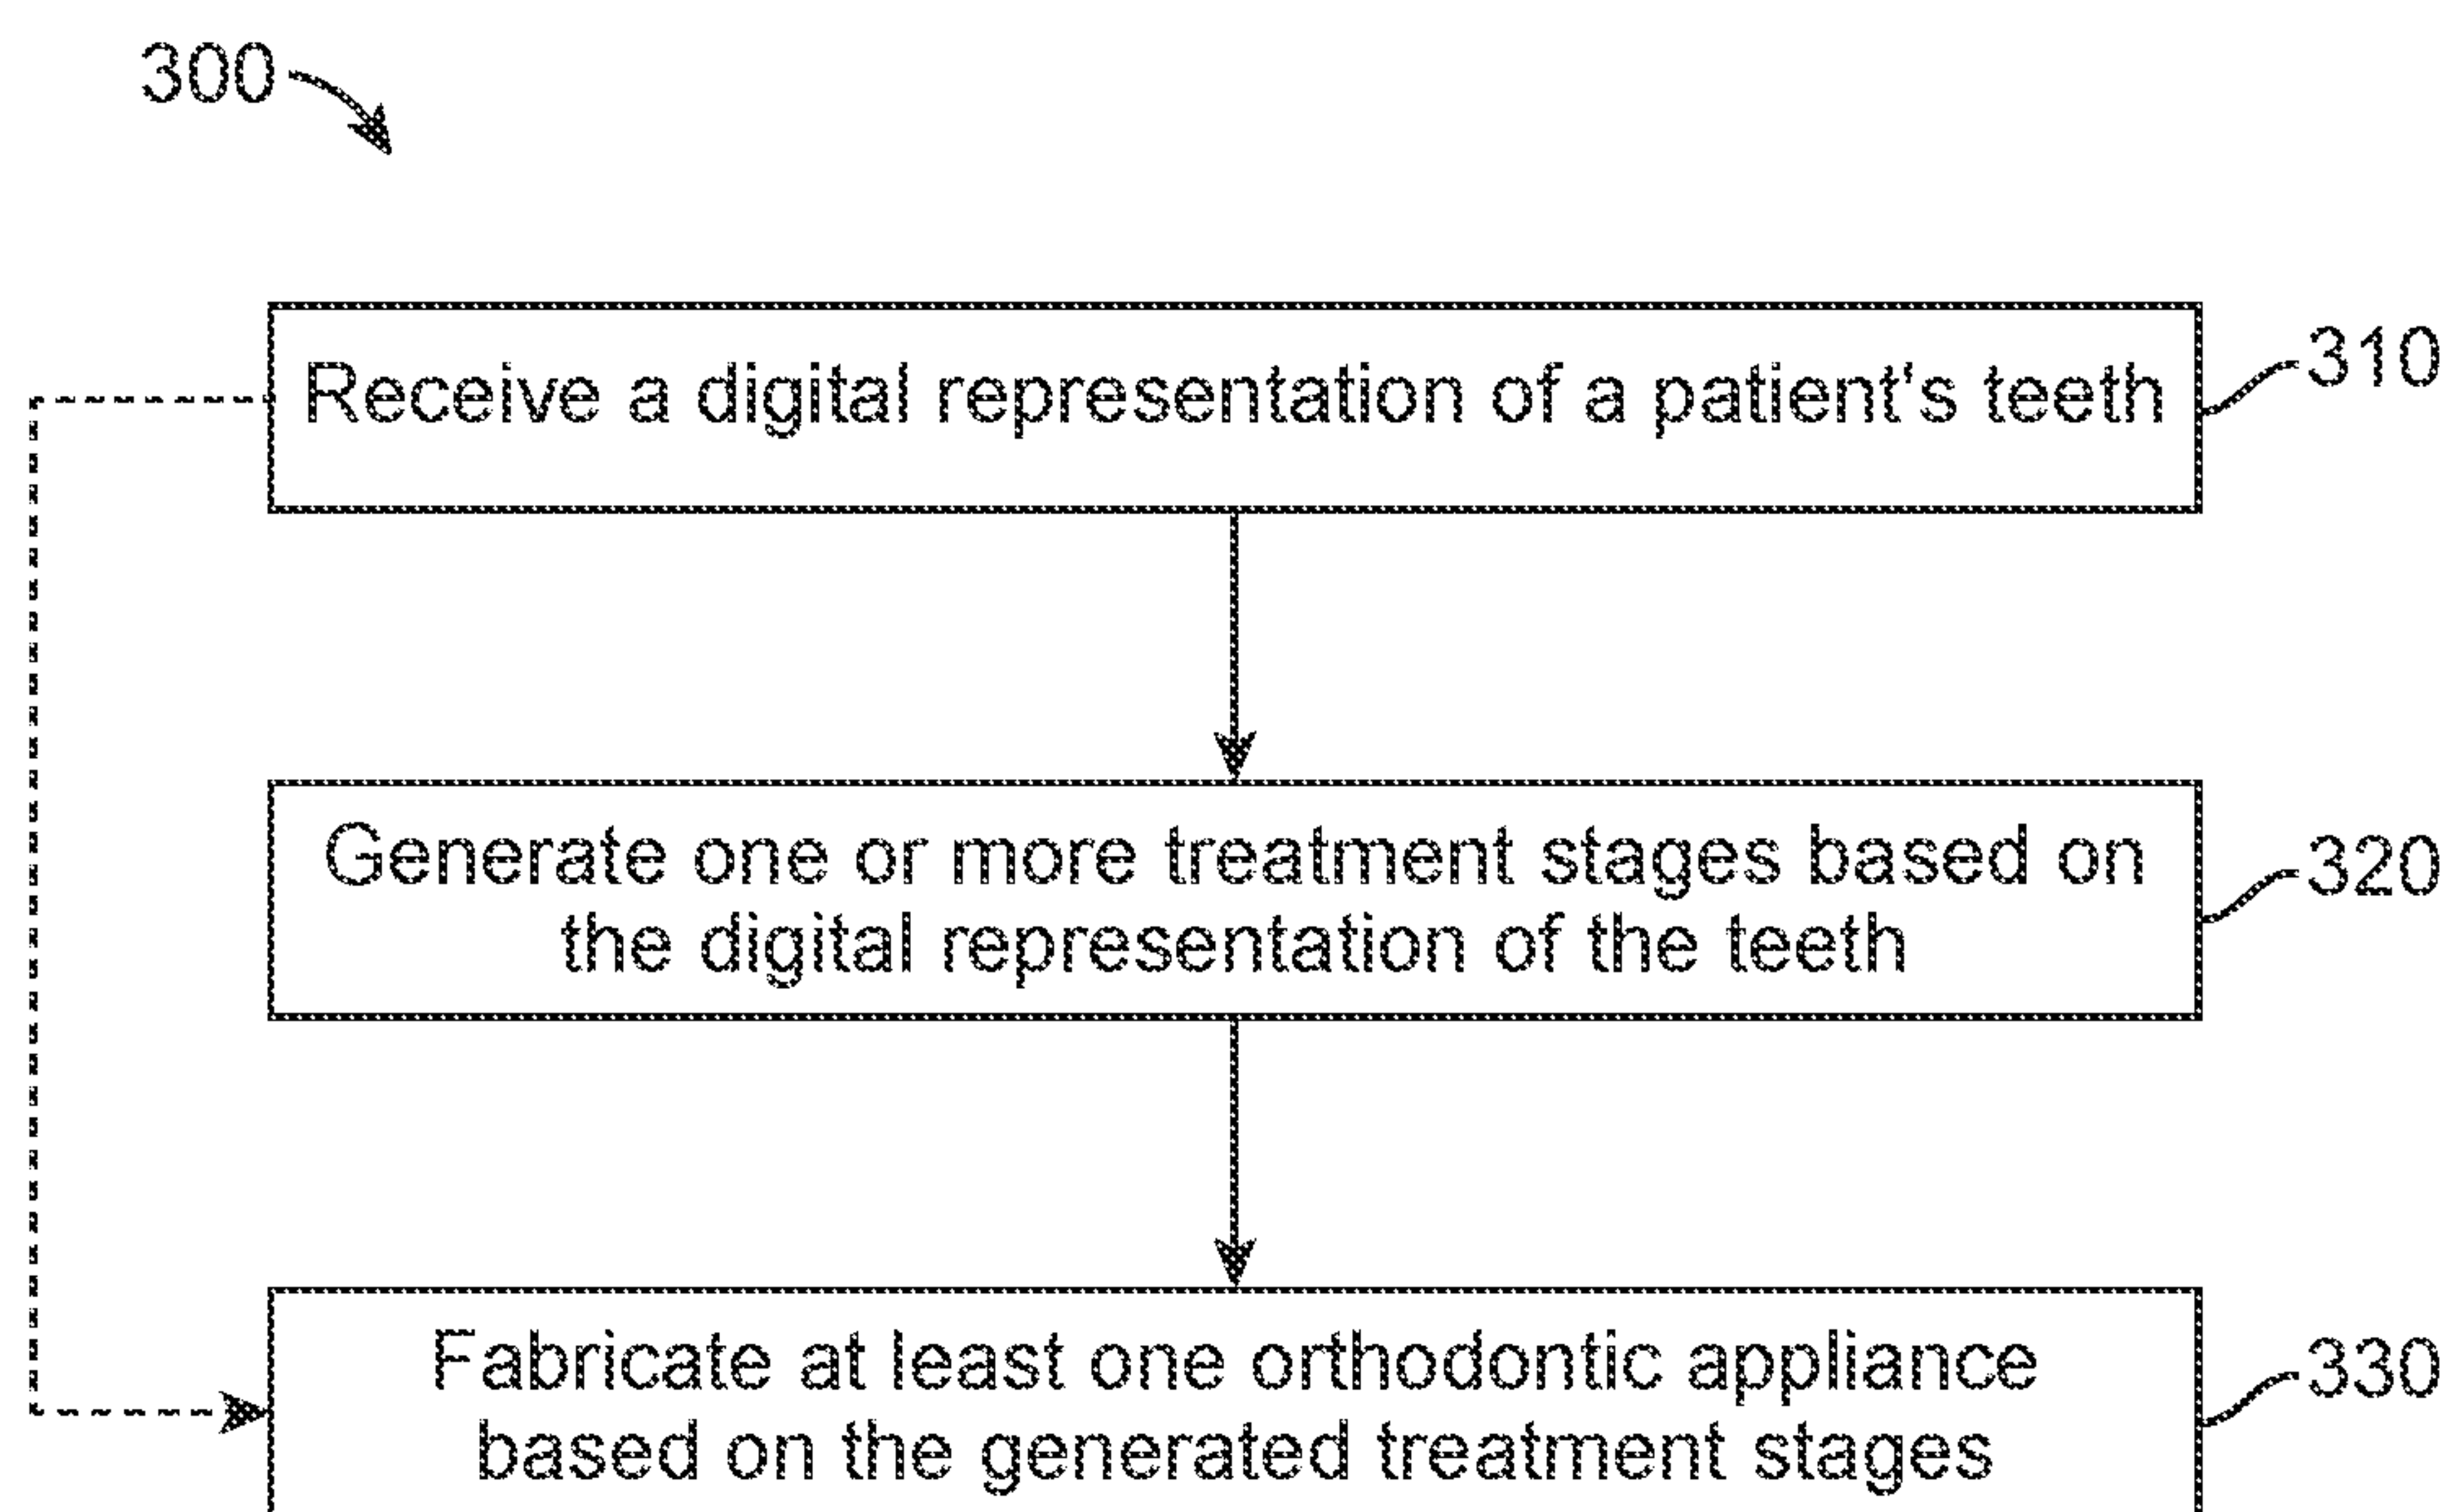 300
Receive a digital representation of a patient's teeth
310
Generate one or more treatment stages based on
the digital representation of the teeth
320
Fabricate at least one orthodontic appliance
based on the generated treatment stages
330